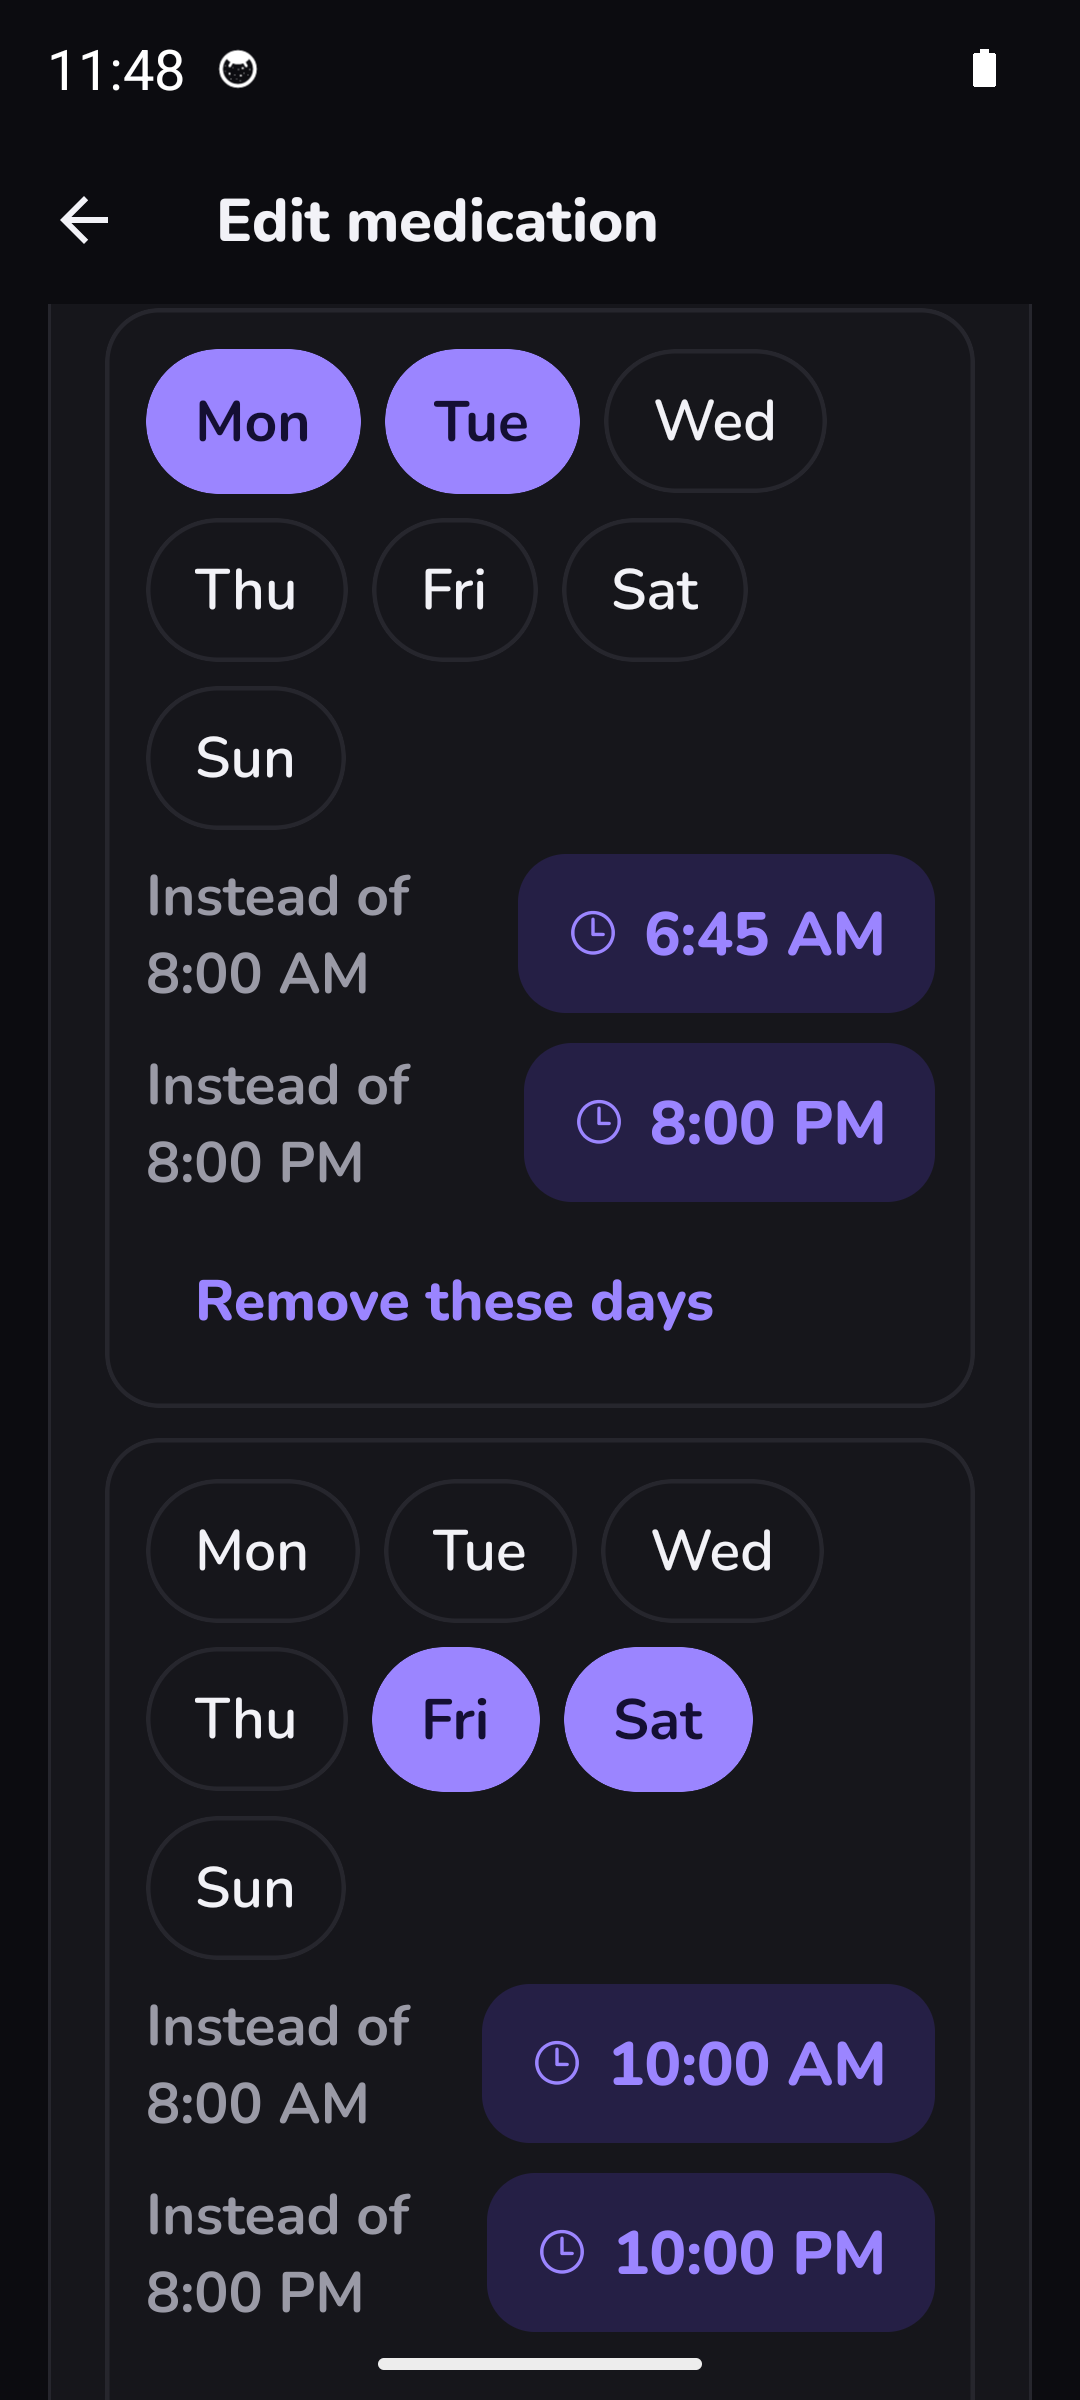 11:48
Edit medication
Mon Tue Wed
Thu Fri Sat
Sun
Instead of
8:00 AM
6:45 AM
Instead of
8:00 PM
8:00 PM
Remove these days
Mon Tue Wed
Thu Fri Sat
Sun
Instead of
8:00 AM
10:00 AM
Instead of
8:00 PM
10:00 PM